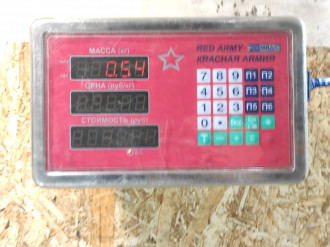 МАССА (кг)
0.54
ЦЕНА (руб/кг)
СТОИМОСТЬ (руб)
RED ARMY
КРАСНАЯ АРМИЯ
7 8 9 П1 П2
4 5 6 П3 П4
1 2 3 П5 П6
0
T